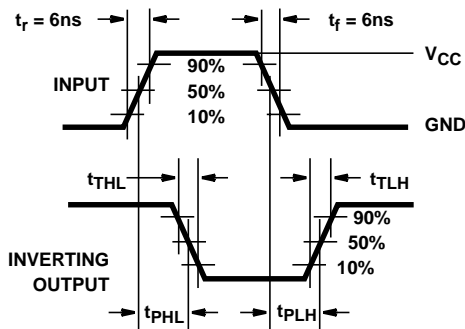 tr = 6ns
tf = 6ns
VCC
90%
INPUT
50%
10%
GND
tTHL
tTLH
90%
50%
INVERTING
10%
OUTPUT
tPHL
tPLH